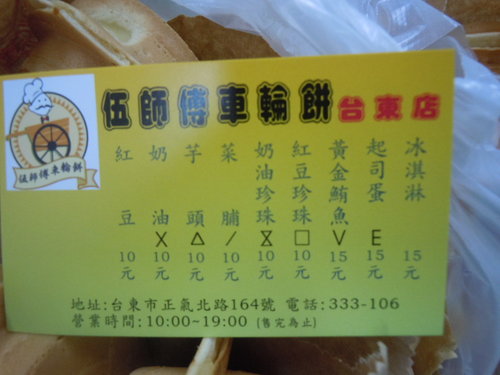 伍師傅車輪餅 台東店
伍師傅車輪餅
紅豆 10元
奶油 X 10元
芋頭 △ 10元
菜脯 / 10元
奶油珍珠 ⧖ 10元
紅豆珍珠 □ 10元
黃金鮪魚 V 15元
起司蛋 E 15元
冰淇淋 15元
地址:台東市正氣北路164號 電話:333-106
營業時間:10:00~19:00 (售完為止)